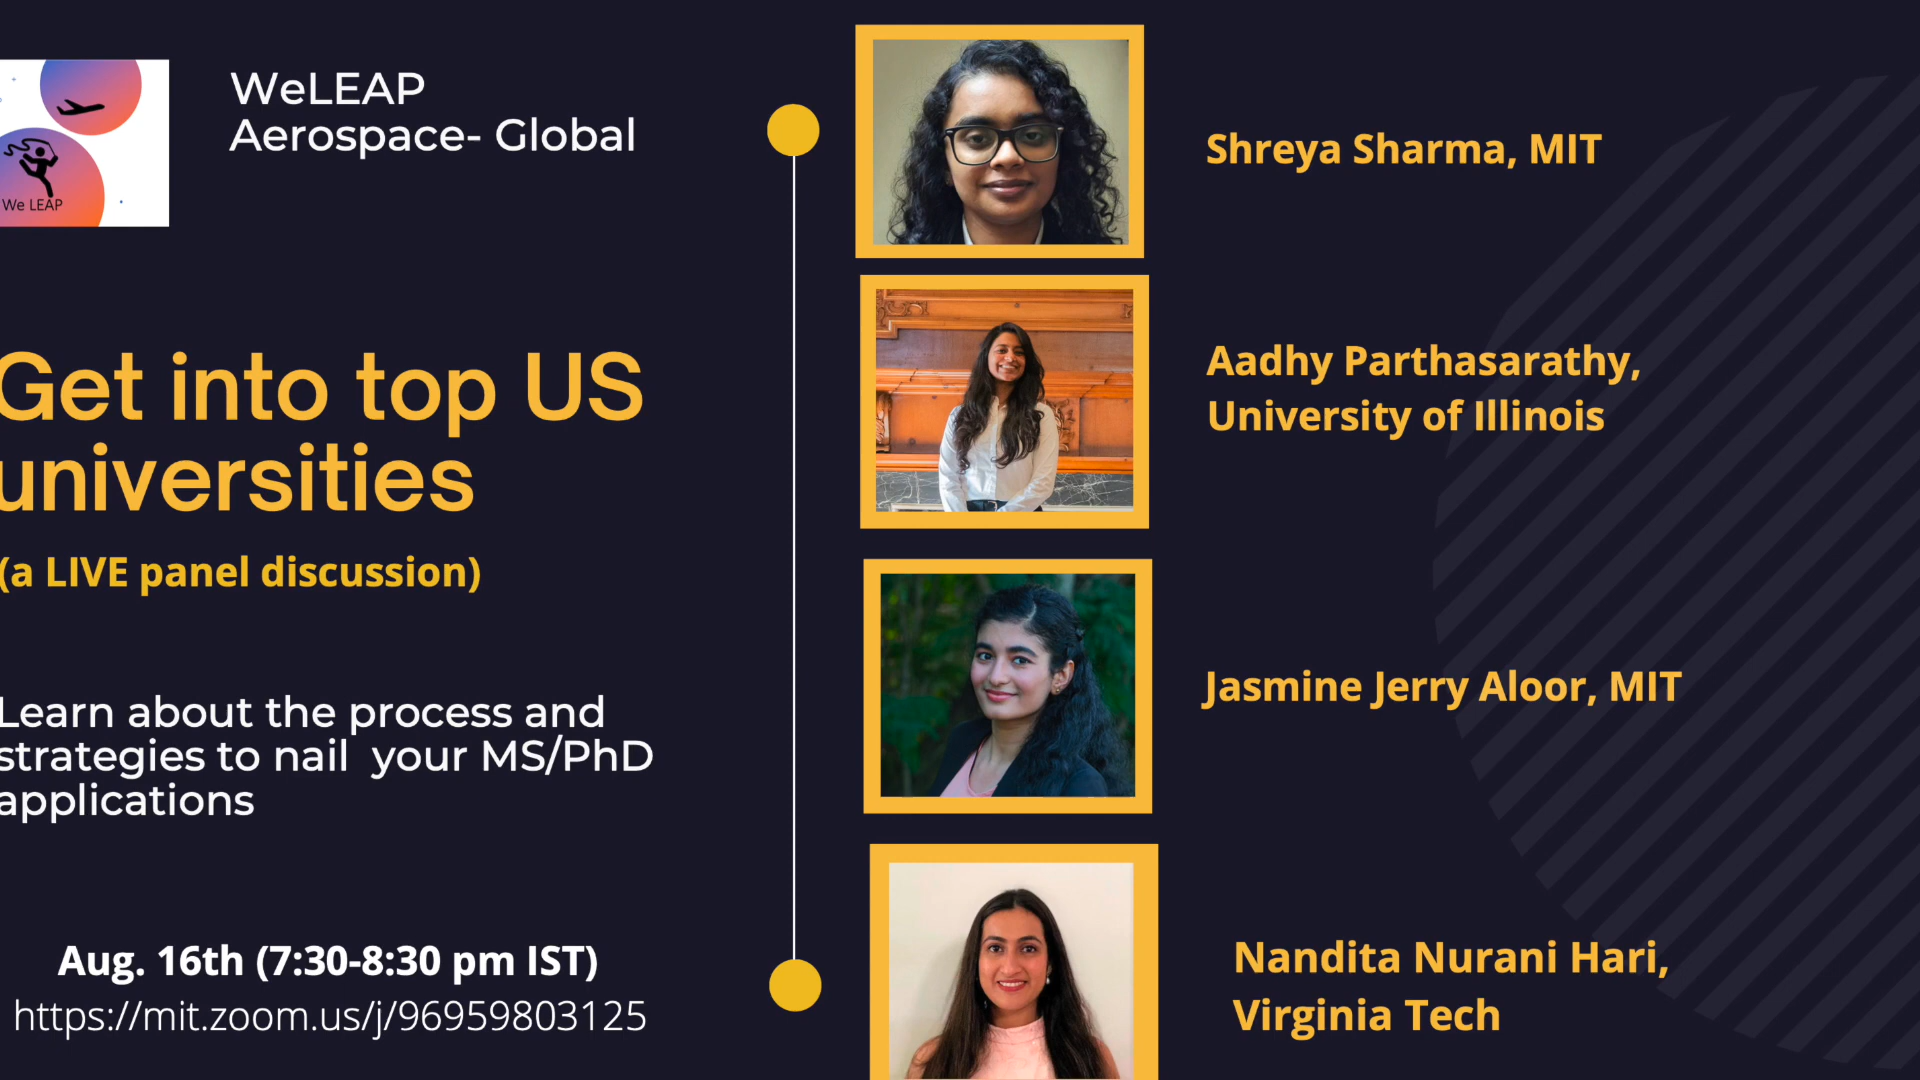 We LEAP
WeLEAP
Aerospace- Global
Get into top US
universities
(a LIVE panel discussion)
Learn about the process and
strategies to nail  your MS/PhD
applications
Aug. 16th (7:30-8:30 pm IST)
https://mit.zoom.us/j/96959803125
Shreya Sharma, MIT
Aadhy Parthasarathy,
University of Illinois
Jasmine Jerry Aloor, MIT
Nandita Nurani Hari,
Virginia Tech